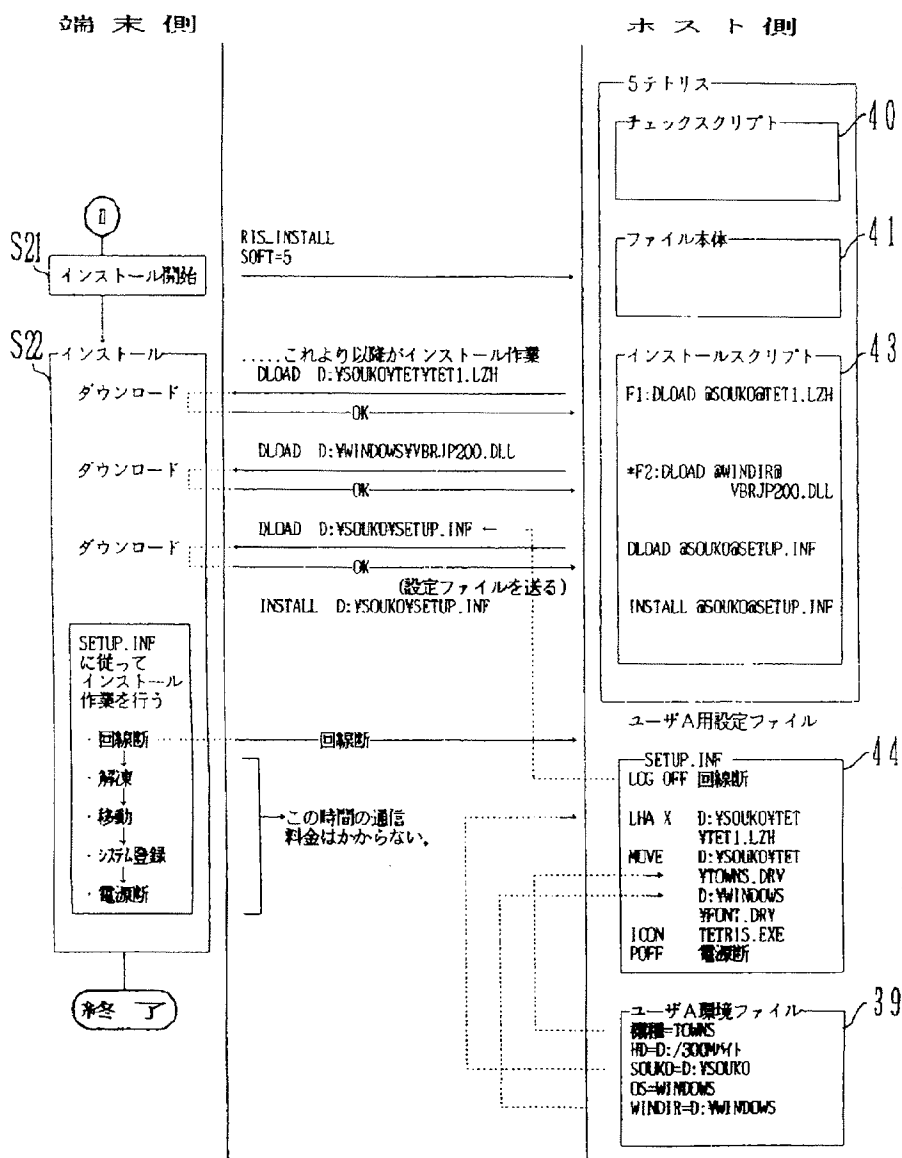 端末側
ホスト側
5テトリス
チェックスクリプト
40
ファイル本体
41
S21
インストール開始
RIS_INSTALL
SOFT=5
S22
インストール
.....これより以降がインストール作業
インストールスクリプト
43
DLOAD D:¥SOUKO¥TET¥TET1.LZH
ダウンロード
F1:DLOAD @SOUKO@TET1.LZH
OK
DLOAD D:¥WINDOWS¥VBRJP200.DLL
ダウンロード
*F2:DLOAD @WINDIR@
VBRJP200.DLL
OK
DLOAD D:¥SOUKO¥SETUP.INF ←
ダウンロード
DLOAD @SOUKO@SETUP.INF
OK
(設定ファイルを送る)
INSTALL D:¥SOUKO¥SETUP.INF
INSTALL @SOUKO@SETUP.INF
SETUP.INF
に従って
インストール
作業を行う
・回線断
・解凍
・移動
・システム登録
・電源断
回線断
この時間の通信
料金はかからない。
ユーザA用設定ファイル
SETUP.INF
44
LOG OFF 回線断
LHA X D:¥SOUKO¥TET
¥TET1.LZH
MOVE D:¥SOUKO¥TET
¥TOWNS.DRV
D:¥WINDOWS
¥FONT.DRV
ICON TETRIS.EXE
POFF 電源断
終了
ユーザA環境ファイル
39
機種=TOWNS
HD=D:/300Mバイト
SOUKO=D:¥SOUKO
OS=WINDOWS
WINDIR=D:¥WINDOWS